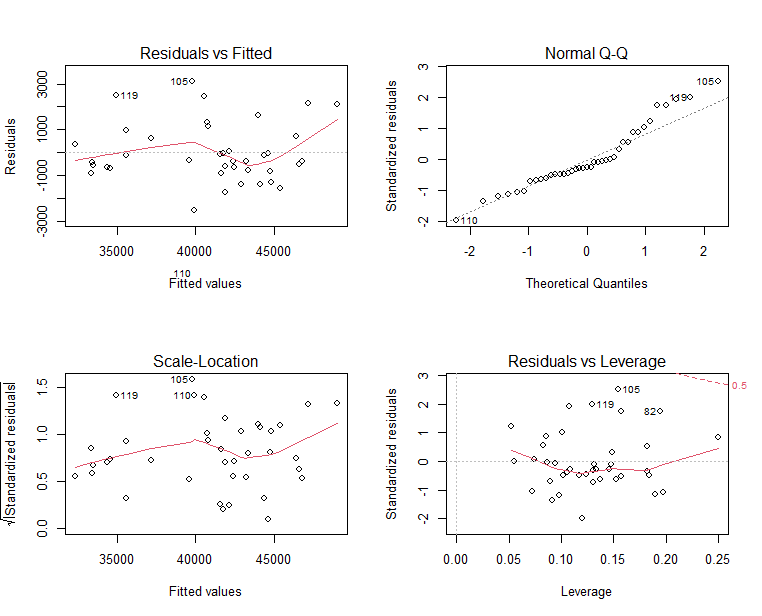 Residuals vs Fitted
Residuals
-3000 -1000 1000 3000
105
119
110
35000 40000 45000
Fitted values
Normal Q-Q
Standardized residuals
-2 -1 0 1 2 3
105
119
110
-2 -1 0 1 2
Theoretical Quantiles
Scale-Location
√|Standardized residuals|
0.0 0.5 1.0 1.5
105
119
110
35000 40000 45000
Fitted values
Residuals vs Leverage
Standardized residuals
-2 -1 0 1 2 3
0.5
105
119
82
0.00 0.05 0.10 0.15 0.20 0.25
Leverage